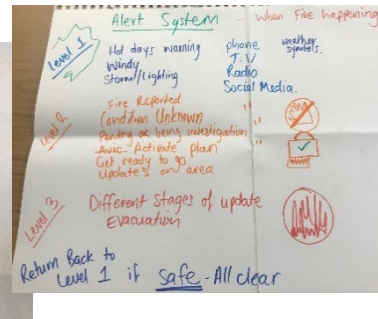 Alert System - When Fire happening
Level 1
Hot days warning phone weather symbols.
Windy T.V
Storms/Lighting Radio
Social Media.
Level 2
Fire Reported "
Condition Unknown "
Pending or being investigation "
Activate plan
Get ready to go
Updates on area
Level 3
Different Stages of update
Evacuation
Return Back to
Level 1 if safe - All clear